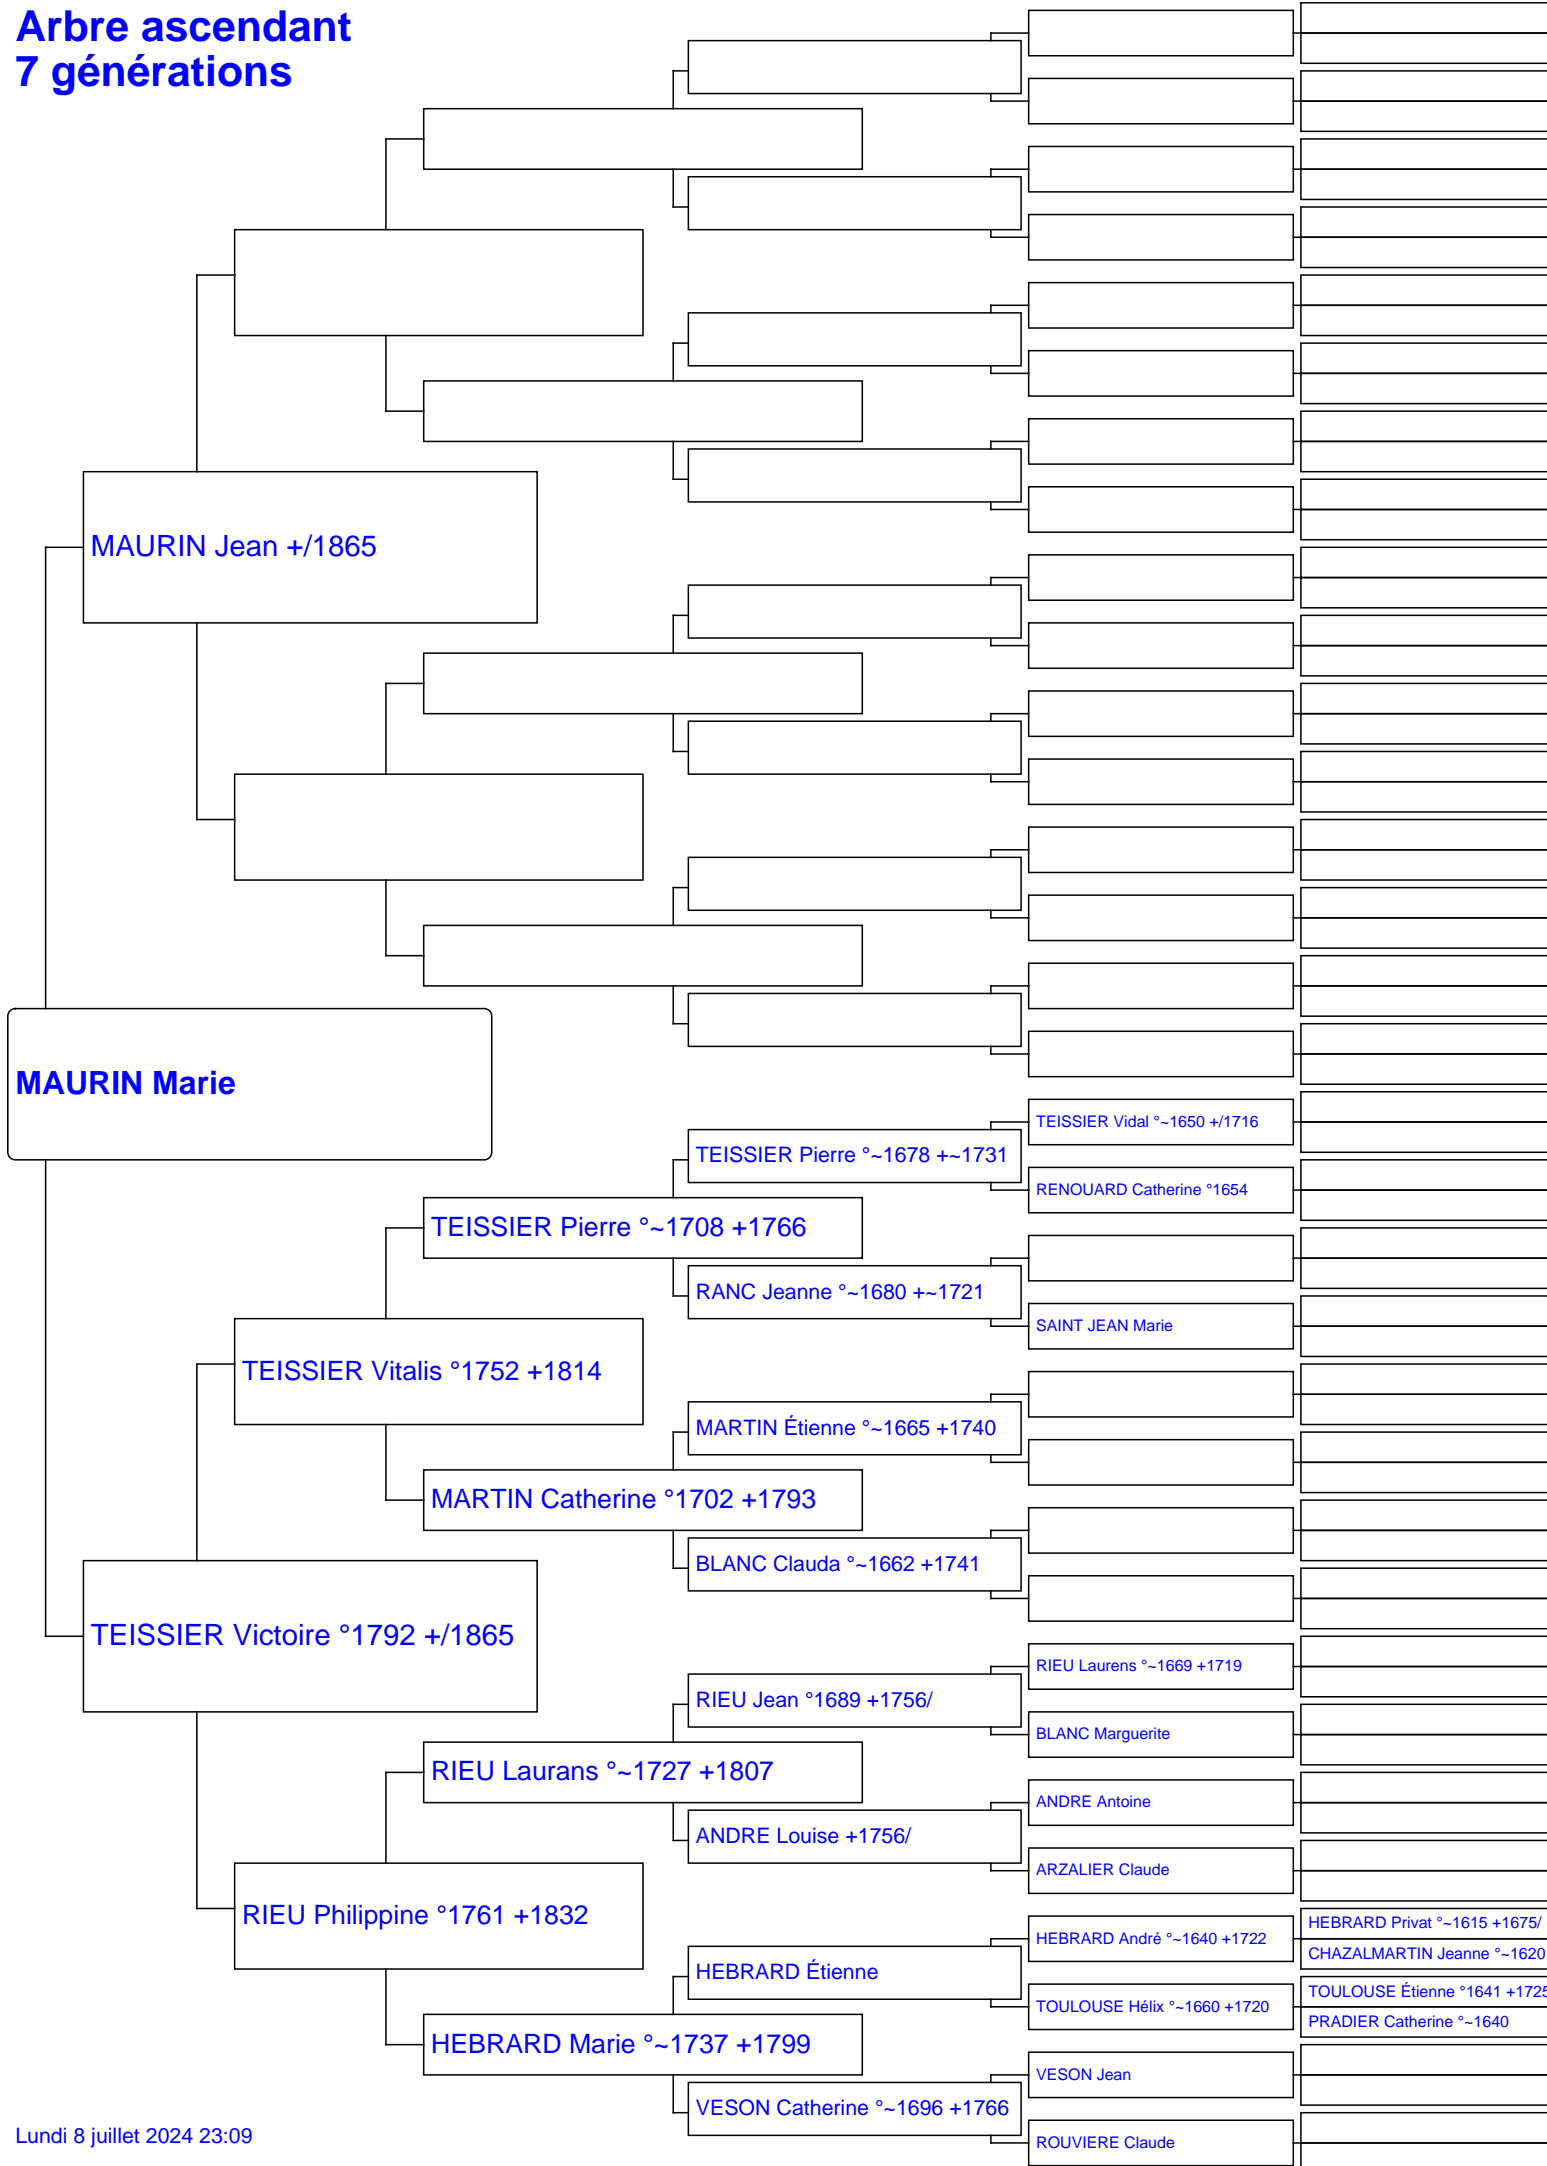 Arbre ascendant
7 générations
MAURIN Jean +/1865
MAURIN Marie
TEISSIER Vidal °~1650 +/1716
TEISSIER Pierre °~1678 +~1731
RENOUARD Catherine °1654
TEISSIER Pierre °~1708 +1766
RANC Jeanne °~1680 +~1721
SAINT JEAN Marie
TEISSIER Vitalis °1752 +1814
MARTIN Étienne °~1665 +1740
MARTIN Catherine °1702 +1793
BLANC Clauda °~1662 +1741
TEISSIER Victoire °1792 +/1865
RIEU Laurens °~1669 +1719
RIEU Jean °1689 +1756/
BLANC Marguerite
RIEU Laurans °~1727 +1807
ANDRE Antoine
ANDRE Louise +1756/
ARZALIER Claude
RIEU Philippine °1761 +1832
HEBRARD Privat °~1615 +1675/
HEBRARD André °~1640 +1722
CHAZALMARTIN Jeanne °~1620
HEBRARD Étienne
TOULOUSE Étienne °1641 +1725
TOULOUSE Hélix °~1660 +1720
PRADIER Catherine °~1640
HEBRARD Marie °~1737 +1799
VESON Jean
VESON Catherine °~1696 +1766
ROUVIERE Claude
Lundi 8 juillet 2024 23:09